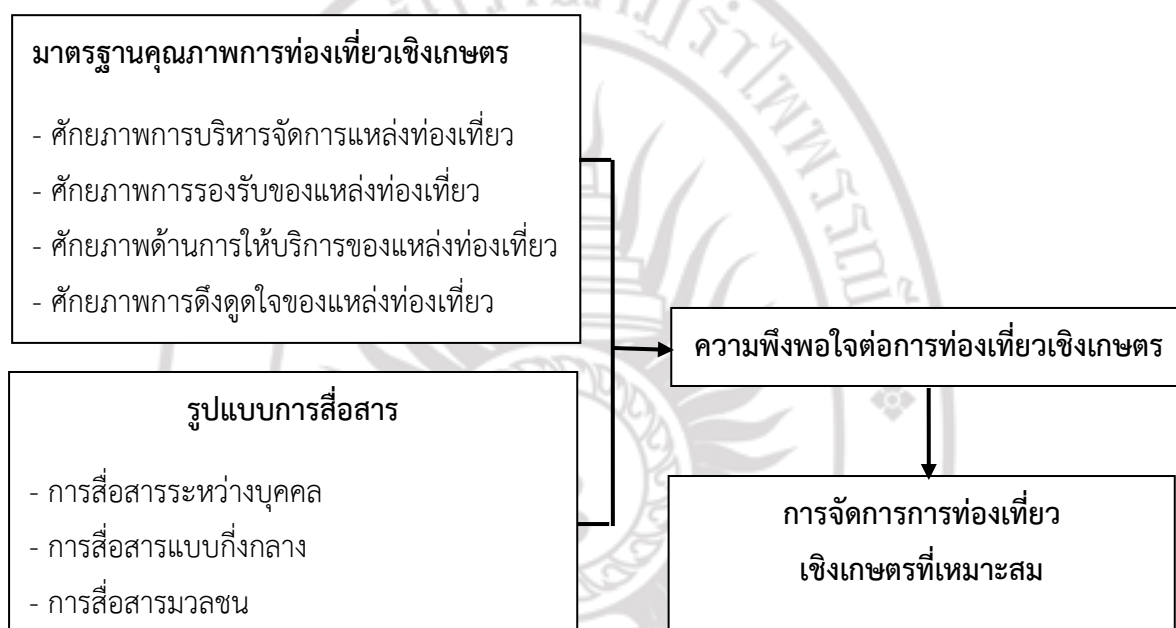 มาตรฐานคุณภาพการท่องเที่ยวเชิงเกษตร
- ศักยภาพการบริหารจัดการแหล่งท่องเที่ยว
- ศักยภาพการรองรับของแหล่งท่องเที่ยว
- ศักยภาพด้านการให้บริการของแหล่งท่องเที่ยว
- ศักยภาพการดึงดูดใจของแหล่งท่องเที่ยว
รูปแบบการสื่อสาร
- การสื่อสารระหว่างบุคคล
- การสื่อสารแบบกึ่งกลาง
- การสื่อสารมวลชน
ความพึงพอใจต่อการท่องเที่ยวเชิงเกษตร
การจัดการการท่องเที่ยว
เชิงเกษตรที่เหมาะสม